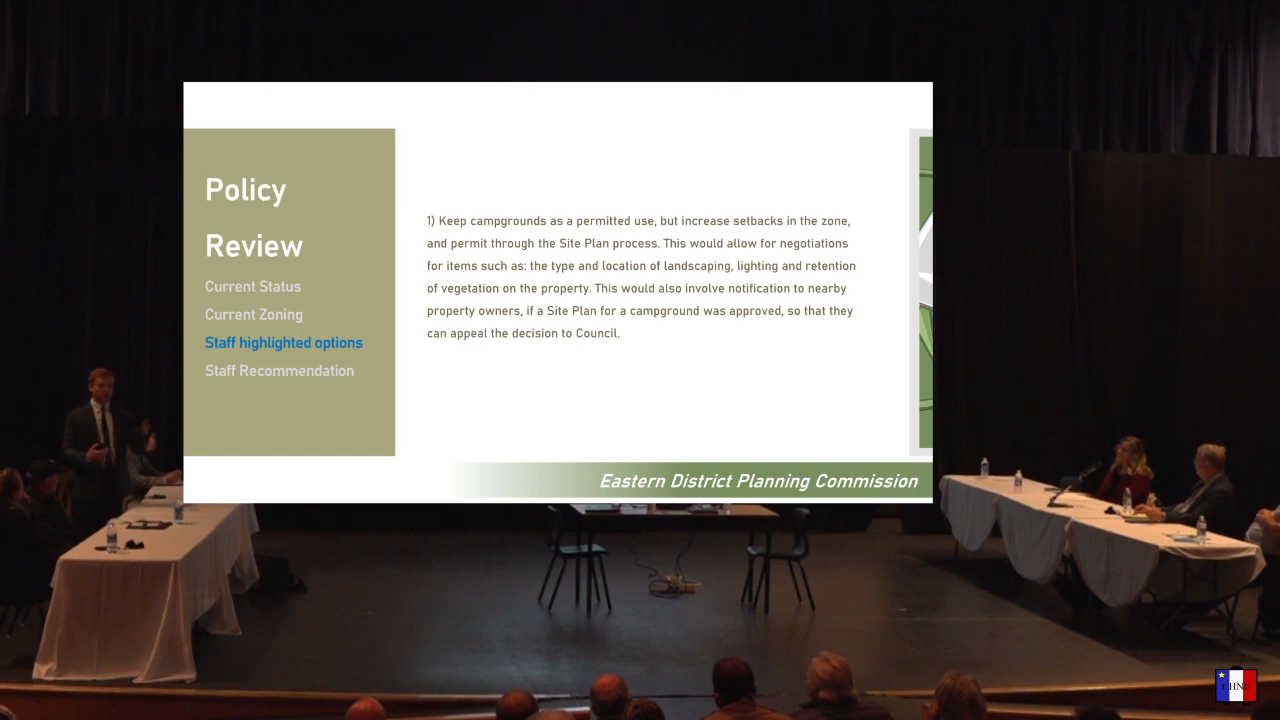 Policy
Review
Current Status
Current Zoning
Staff highlighted options
Staff Recommendation
1) Keep campgrounds as a permitted use, but increase setbacks in the zone,
and permit through the Site Plan process. This would allow for negotiations
for items such as: the type and location of landscaping, lighting and retention
of vegetation on the property. This would also involve notification to nearby
property owners, if a Site Plan for a campground was approved, so that they
can appeal the decision to Council.
Eastern District Planning Commission